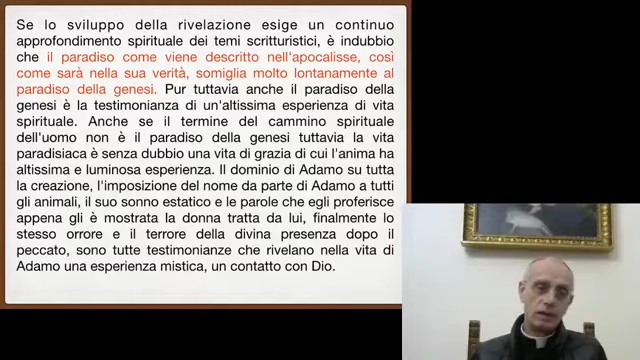 Se lo sviluppo della rivelazione esige un continuo
approfondimento spirituale dei temi scritturistici, è indubbio
che il paradiso come viene descritto nell'apocalisse, così
come sarà nella sua verità, somiglia molto lontanamente al
paradiso della genesi. Pur tuttavia anche il paradiso della
genesi è la testimonianza di un'altissima esperienza di vita
spirituale. Anche se il termine del cammino spirituale
dell'uomo non è il paradiso della genesi tuttavia la vita
paradisiaca è senza dubbio una vita di grazia di cui l'anima ha
altissima e luminosa esperienza. Il dominio di Adamo su tutta
la creazione, l'imposizione del nome da parte di Adamo a tutti
gli animali, il suo sonno estatico e le parole che egli proferisce
appena gli è mostrata la donna tratta da lui, finalmente lo
stesso orrore e il terrore della divina presenza dopo il
peccato, sono tutte testimonianze che rivelano nella vita di
Adamo una esperienza mistica, un contatto con Dio.